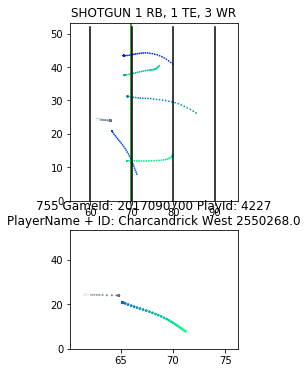 SHOTGUN 1 RB, 1 TE, 3 WR
50
40
30
20
10
0
60 70 80 90
755 GameId: 2017090700 PlayId: 4227
PlayerName + ID: Charcandrick West 2550268.0
40
20
0
65 70 75